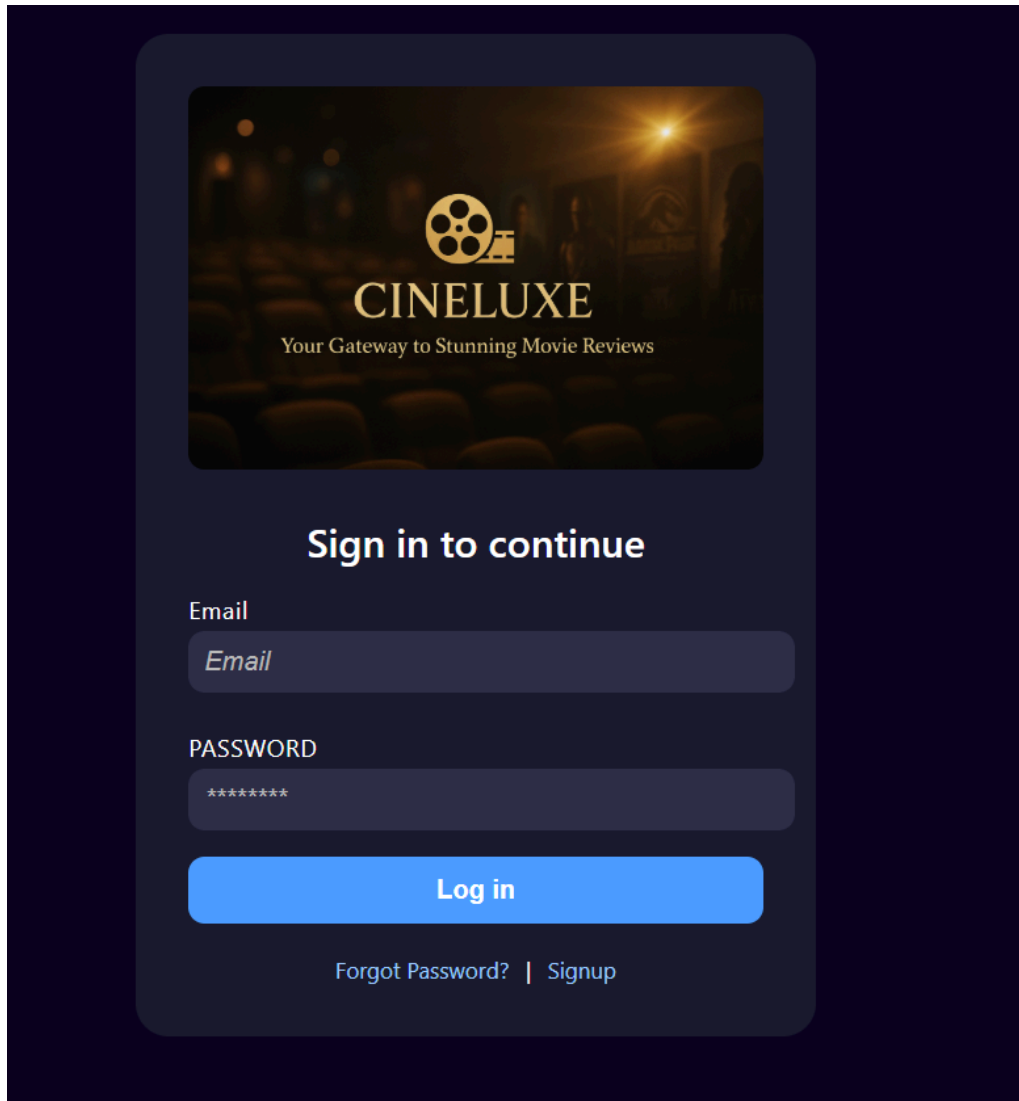 CINELUXE
Your Gateway to Stunning Movie Reviews
Sign in to continue
Email
Email
PASSWORD
********
Log in
Forgot Password? | Signup